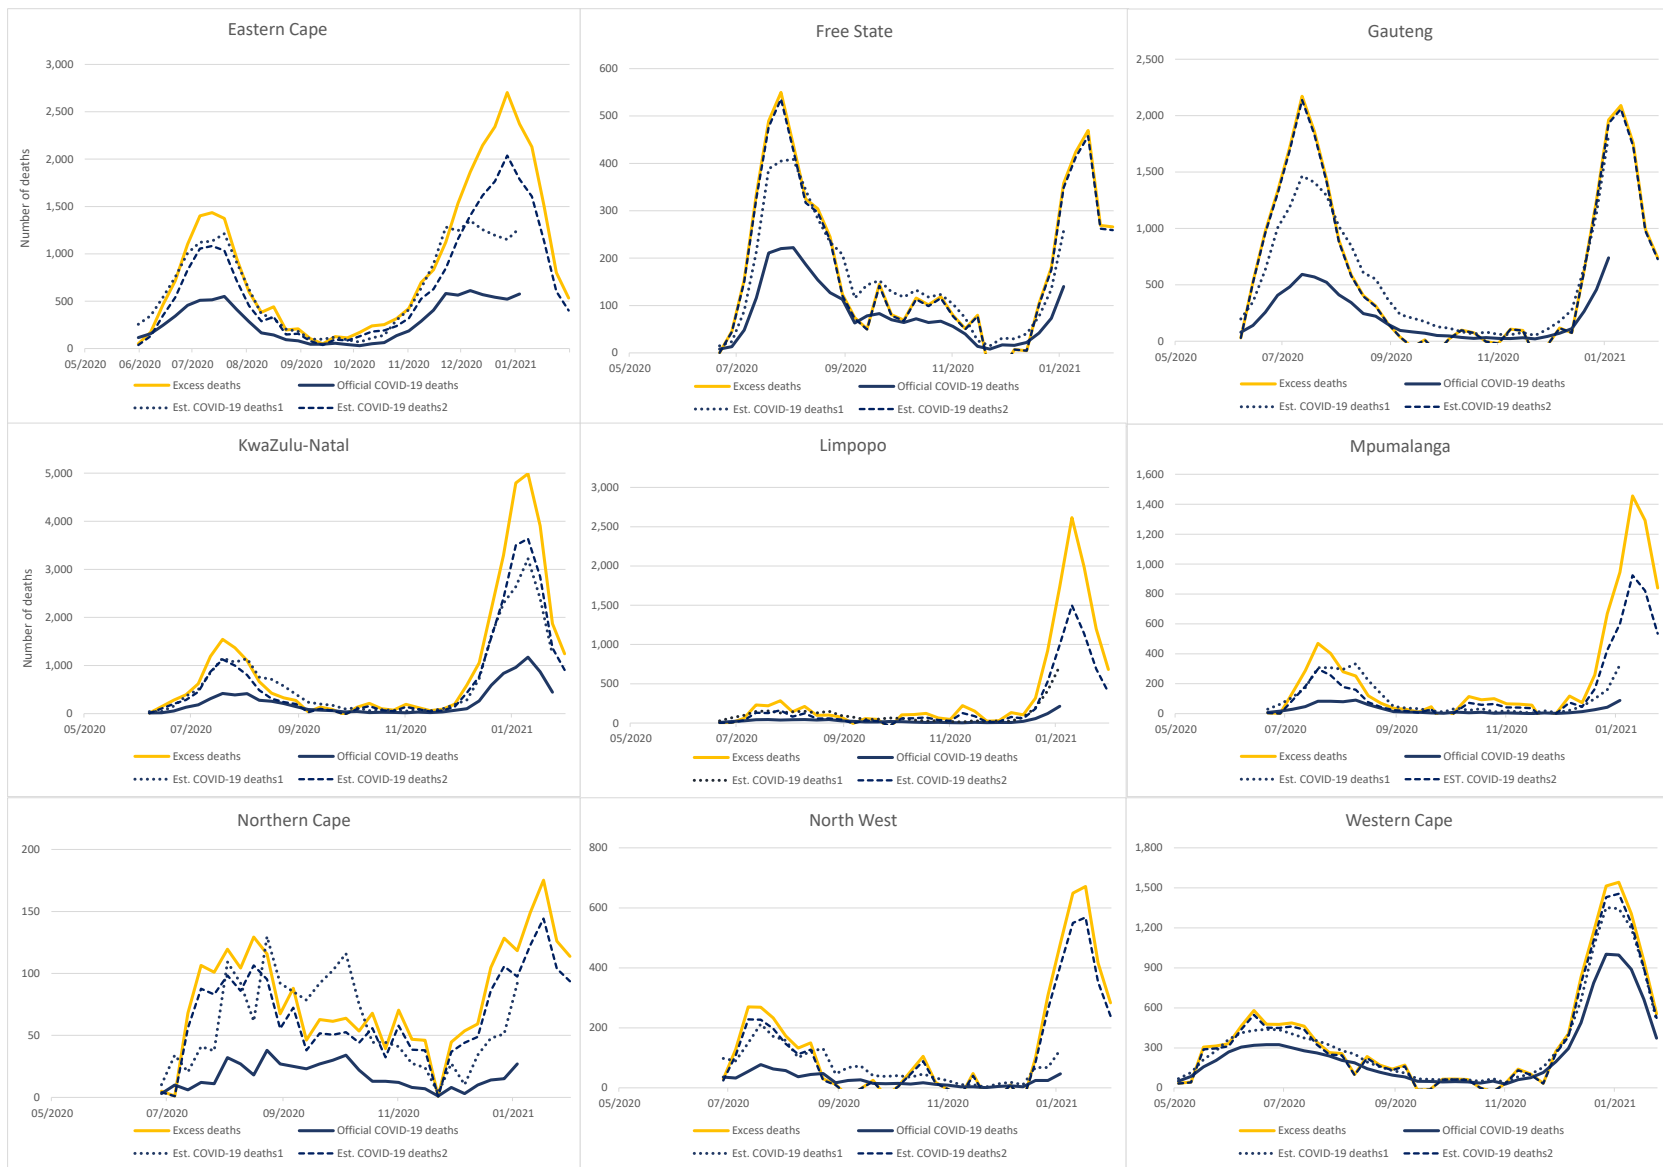 Eastern Cape
3,000
2,500
2,000
1,500
1,000
500
0
Number of deaths
05/2020 06/2020 07/2020 08/2020 09/2020 10/2020 11/2020 12/2020 01/2021
Excess deaths Official COVID-19 deaths
Est. COVID-19 deaths1 Est. COVID-19 deaths2
Free State
600
500
400
300
200
100
0
05/2020 07/2020 09/2020 11/2020 01/2021
Excess deaths Official COVID-19 deaths
Est. COVID-19 deaths1 Est. COVID-19 deaths2
Gauteng
2,500
2,000
1,500
1,000
500
0
05/2020 07/2020 09/2020 11/2020 01/2021
Excess deaths Official COVID-19 deaths
Est. COVID-19 deaths1 Est.COVID-19 deaths2
KwaZulu-Natal
5,000
4,000
3,000
2,000
1,000
0
Number of deaths
05/2020 07/2020 09/2020 11/2020 01/2021
Excess deaths Official COVID-19 deaths
Est. COVID-19 deaths1 Est. COVID-19 deaths2
Limpopo
3,000
2,500
2,000
1,500
1,000
500
0
05/2020 07/2020 09/2020 11/2020 01/2021
Excess deaths Official COVID-19 deaths
Est. COVID-19 deaths1 Est. COVID-19 deaths2
Mpumalanga
1,600
1,400
1,200
1,000
800
600
400
200
0
05/2020 07/2020 09/2020 11/2020 01/2021
Excess deaths Official COVID-19 deaths
Est. COVID-19 deaths1 EST. COVID-19 deaths2
Northern Cape
200
150
100
50
0
05/2020 07/2020 09/2020 11/2020 01/2021
Excess deaths Official COVID-19 deaths
Est. COVID-19 deaths1 Est. COVID-19 deaths2
North West
800
600
400
200
0
05/2020 07/2020 09/2020 11/2020 01/2021
Excess deaths Official COVID-19 deaths
Est. COVID-19 deaths1 Est. COVID-19 deaths2
Western Cape
1,800
1,500
1,200
900
600
300
0
05/2020 07/2020 09/2020 11/2020 01/2021
Excess deaths Official COVID-19 deaths
Est. COVID-19 deaths1 Est. COVID-19 deaths2